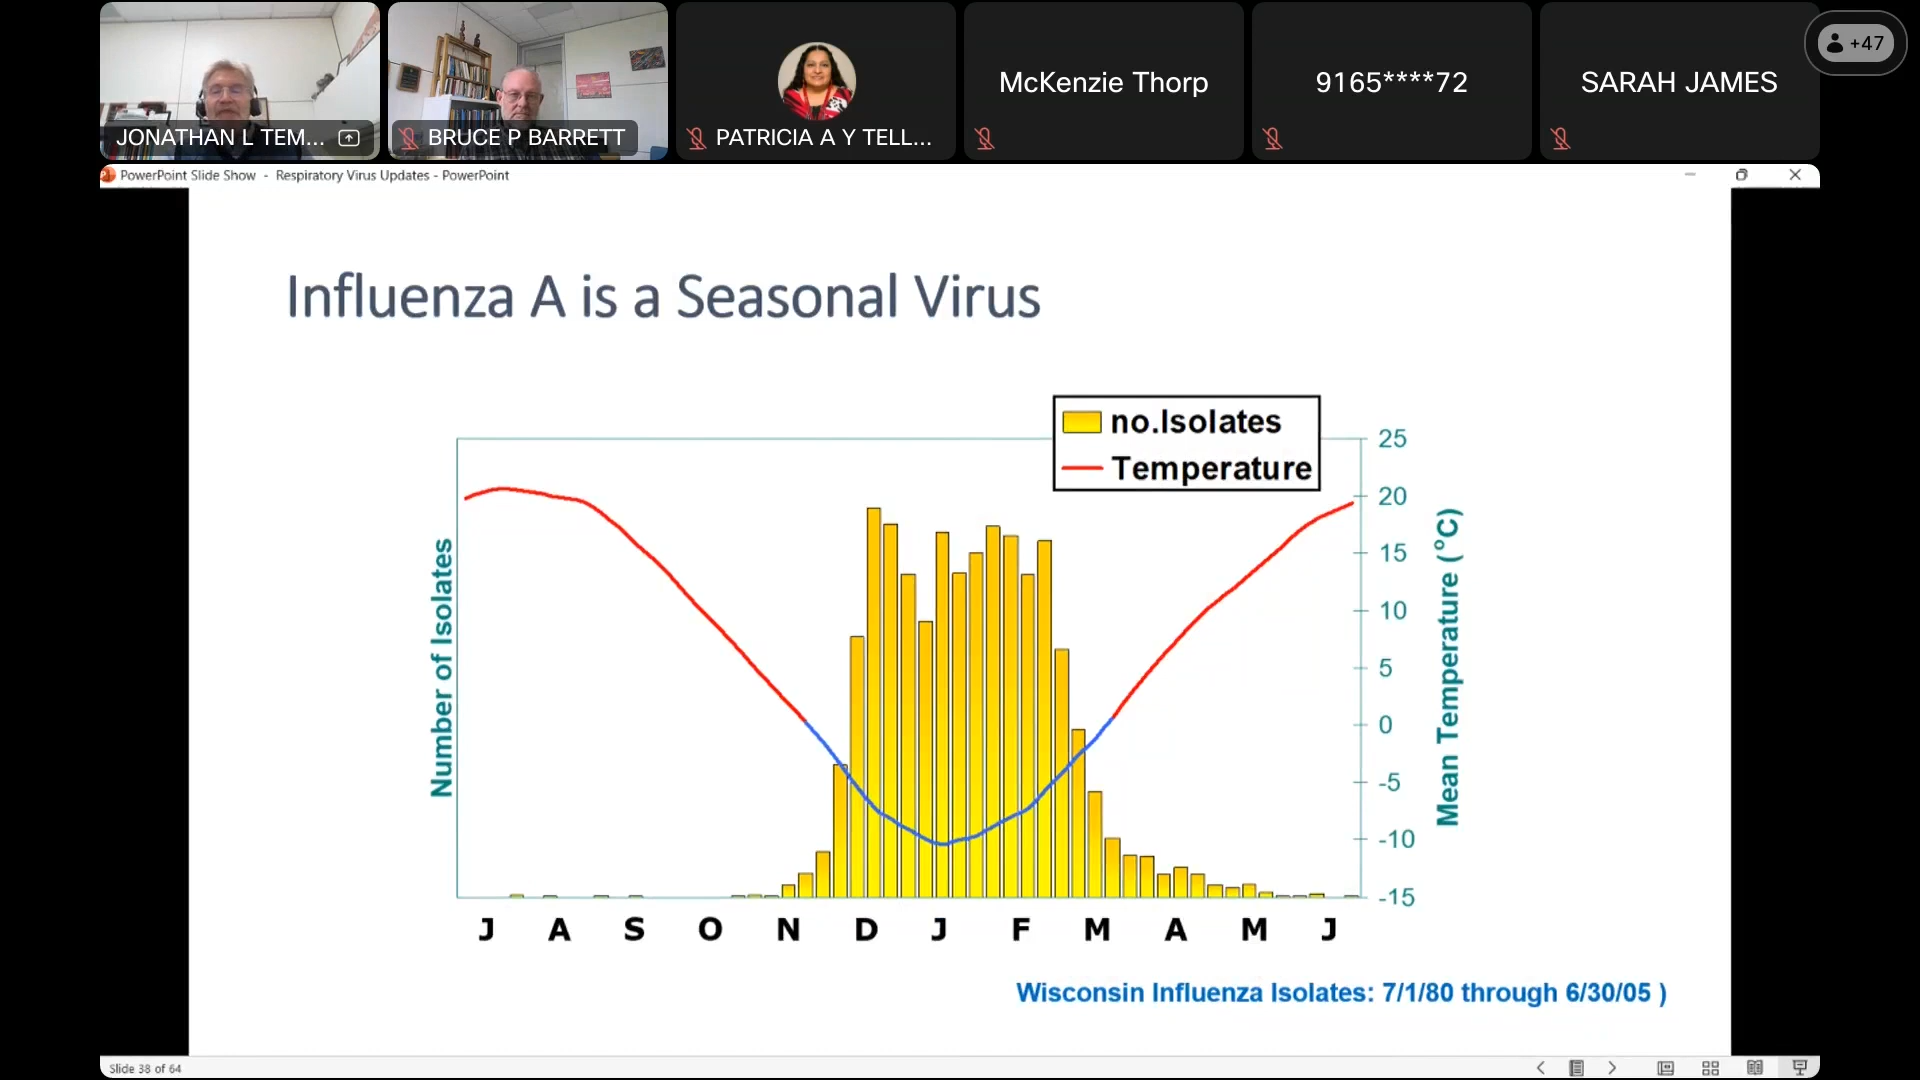 JONATHAN L TEM...
BRUCE P BARRETT
PATRICIA A Y TELL...
McKenzie Thorp
9165****72
SARAH JAMES
+47
PowerPoint Slide Show - Respiratory Virus Updates - PowerPoint
Influenza A is a Seasonal Virus
no.Isolates
Temperature
Number of Isolates
25
20
15
10
5
0
-5
-10
-15
Mean Temperature (°C)
J A S O N D J F M A M J
Wisconsin Influenza Isolates: 7/1/80 through 6/30/05 )
Slide 38 of 64